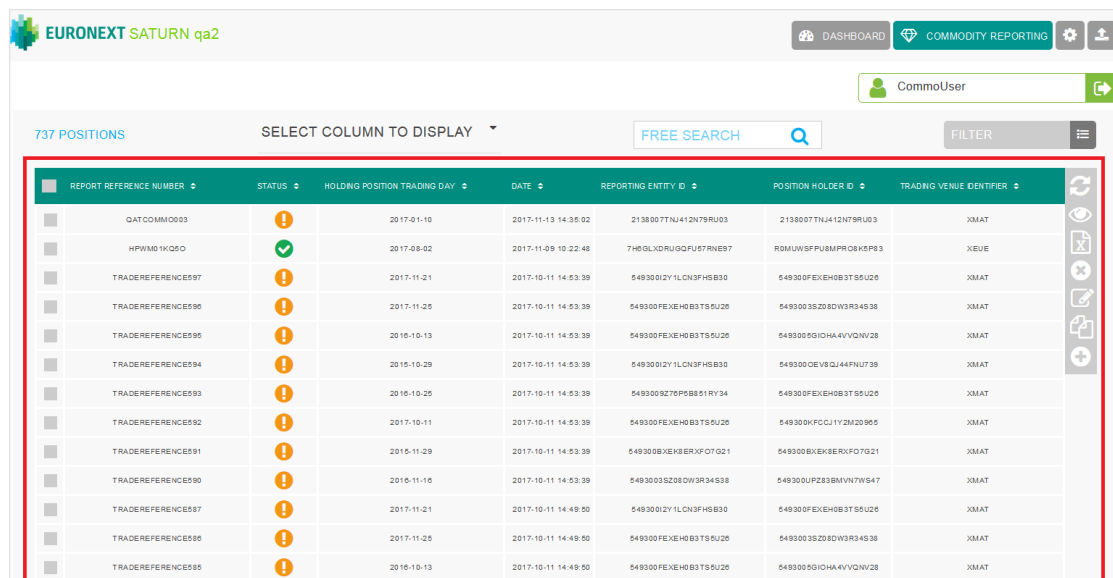 EURONEXT SATURN qa2
DASHBOARD COMMODITY REPORTING
CommoUser
737 POSITIONS SELECT COLUMN TO DISPLAY FREE SEARCH FILTER
REPORT REFERENCE NUMBER STATUS HOLDING POSITION TRADING DAY DATE REPORTING ENTITY ID POSITION HOLDER ID TRADING VENUE IDENTIFIER
QATCOMMO003 2017-01-10 2017-11-13 14:35:02 2138007TNJ412N79RU03 2138007TNJ412N79RU03 XMAT
HPWM01KQ5O 2017-08-02 2017-11-09 10:22:48 7H6GLXDRUGQFU57RNE97 R0MUWSFPU8MPRO8K5P83 XEUE
TRADEREFERENCE597 2017-11-21 2017-10-11 14:53:39 549300I2Y1LCN3FHSB30 549300FEXEH0B3TS5U26 XMAT
TRADEREFERENCE596 2017-11-25 2017-10-11 14:53:39 549300FEXEH0B3TS5U26 5493003SZ08DW3R34S38 XMAT
TRADEREFERENCE595 2016-10-13 2017-10-11 14:53:39 549300FEXEH0B3TS5U26 5493005GIOHA4VVQNV28 XMAT
TRADEREFERENCE594 2015-10-29 2017-10-11 14:53:39 549300I2Y1LCN3FHSB30 549300OEV8QJ44FNU739 XMAT
TRADEREFERENCE593 2016-10-25 2017-10-11 14:53:39 5493009Z76P5B851RY34 549300FEXEH0B3TS5U26 XMAT
TRADEREFERENCE592 2017-10-11 2017-10-11 14:53:39 549300FEXEH0B3TS5U26 549300KFCCJ1Y2M20965 XMAT
TRADEREFERENCE591 2015-11-29 2017-10-11 14:53:39 549300BXEK8ERXFO7G21 549300BXEK8ERXFO7G21 XMAT
TRADEREFERENCE590 2016-11-16 2017-10-11 14:53:39 5493003SZ08DW3R34S38 549300UPZ83BMVN7WS47 XMAT
TRADEREFERENCE587 2017-11-21 2017-10-11 14:49:50 549300I2Y1LCN3FHSB30 549300FEXEH0B3TS5U26 XMAT
TRADEREFERENCE586 2017-11-25 2017-10-11 14:49:50 549300FEXEH0B3TS5U26 5493003SZ08DW3R34S38 XMAT
TRADEREFERENCE585 2016-10-13 2017-10-11 14:49:50 549300FEXEH0B3TS5U26 5493005GIOHA4VVQNV28 XMAT